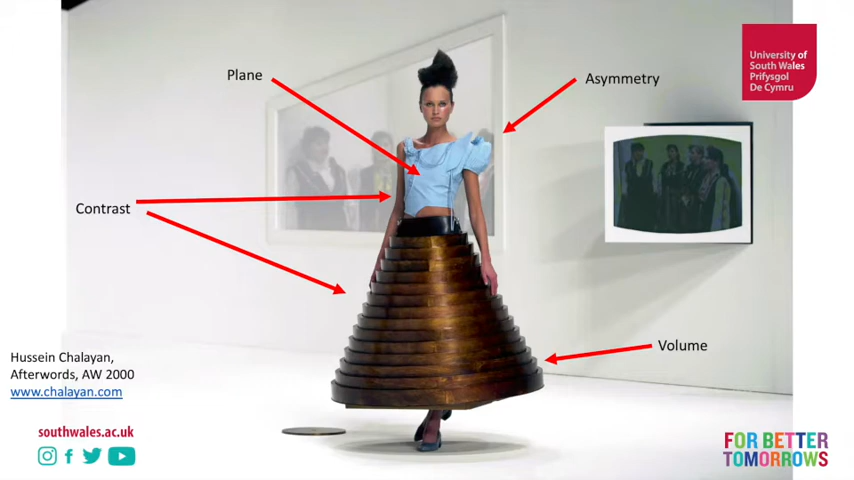 Plane
Asymmetry
University of
South Wales
Prifysgol
De Cymru
Contrast
Volume
Hussein Chalayan,
Afterwords, AW 2000
www.chalayan.com
southwales.ac.uk
FOR BETTER
TOMORROWS